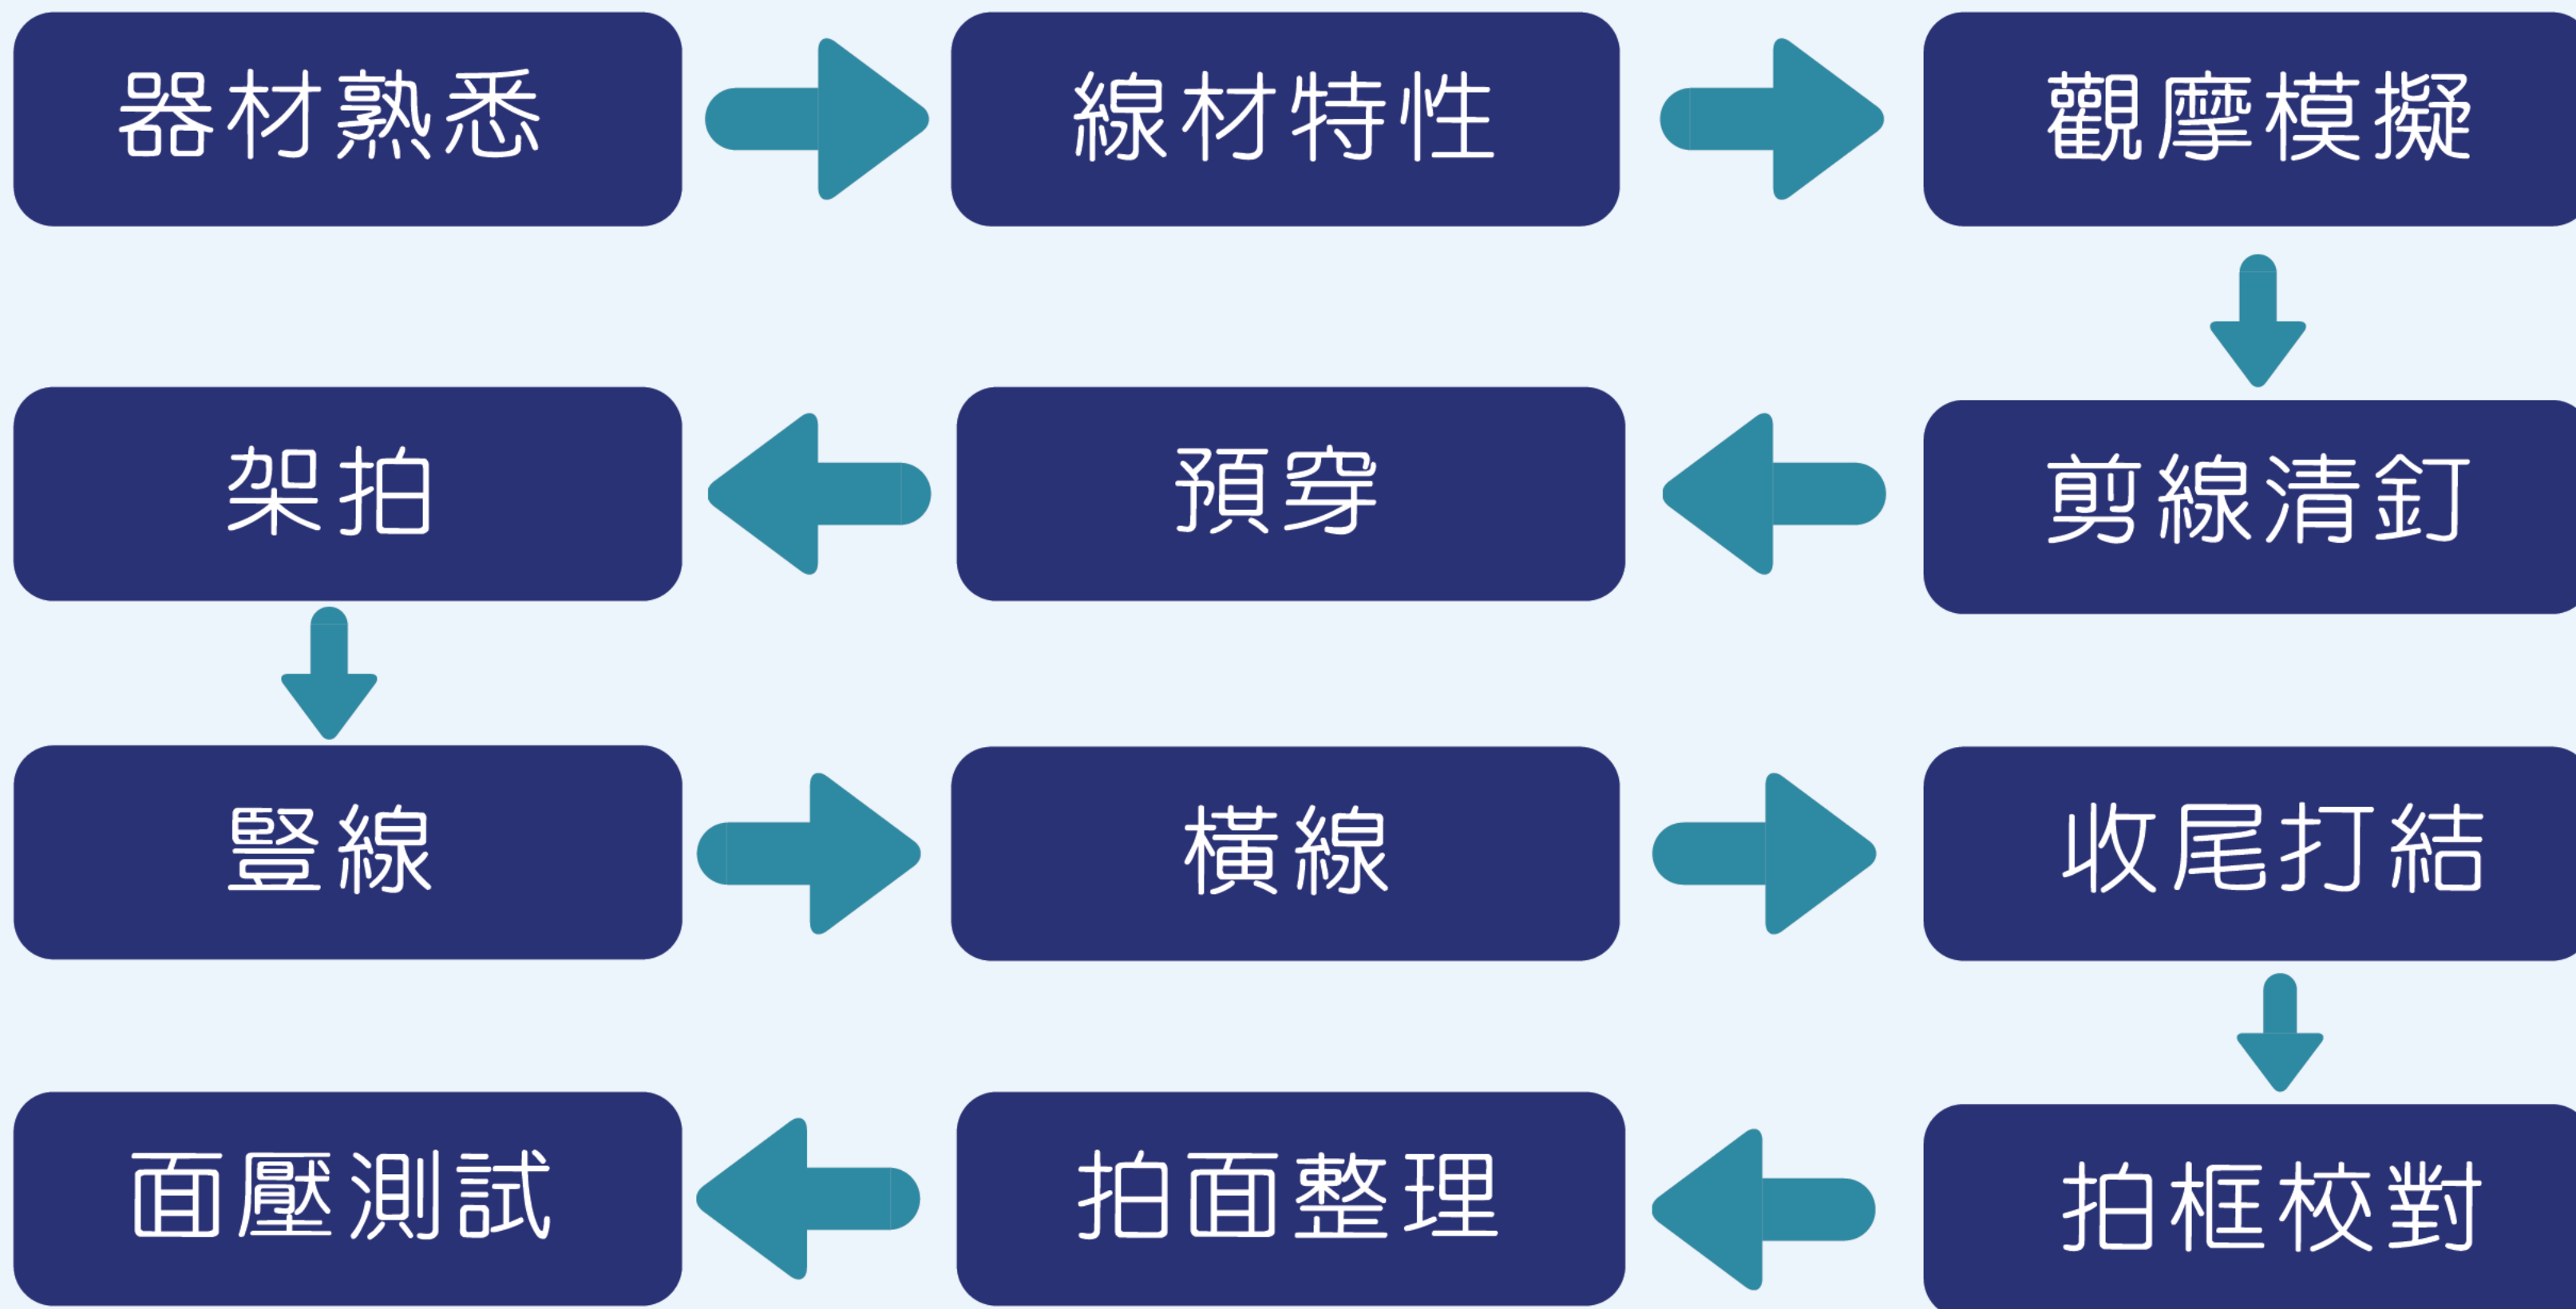 器材熟悉
線材特性
觀摩模擬
剪線清釘
預穿
架拍
豎線
橫線
收尾打結
拍框校對
拍面整理
面壓測試